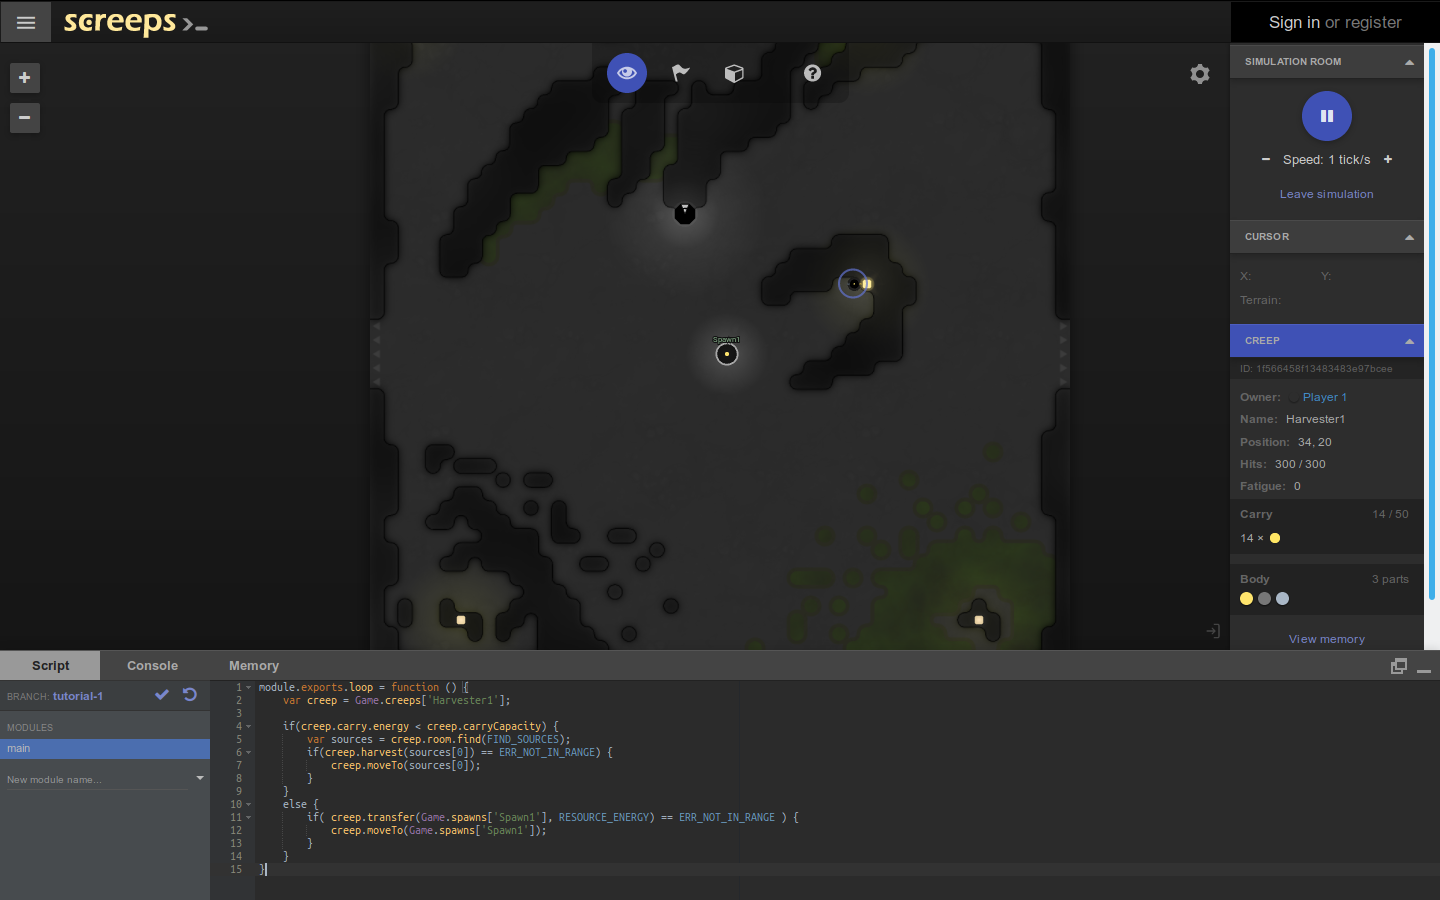 screeps
Sign in or register
SIMULATION ROOM
Speed: 1 tick/s
Leave simulation
CURSOR
X: Y:
Terrain:
CREEP
ID: 1f566458f13483483e97bcee
Owner: Player 1
Name: Harvester1
Position: 34, 20
Hits: 300 / 300
Fatigue: 0
Carry 14 / 50
14 ×
Body 3 parts
View memory
Spawn1
Script Console Memory
BRANCH: tutorial-1
MODULES
main
New module name...
1 module.exports.loop = function () {
2 var creep = Game.creeps['Harvester1'];
3
4 if(creep.carry.energy < creep.carryCapacity) {
5 var sources = creep.room.find(FIND_SOURCES);
6 if(creep.harvest(sources[0]) == ERR_NOT_IN_RANGE) {
7 creep.moveTo(sources[0]);
8 }
9 }
10 else {
11 if( creep.transfer(Game.spawns['Spawn1'], RESOURCE_ENERGY) == ERR_NOT_IN_RANGE ) {
12 creep.moveTo(Game.spawns['Spawn1']);
13 }
14 }
15 }